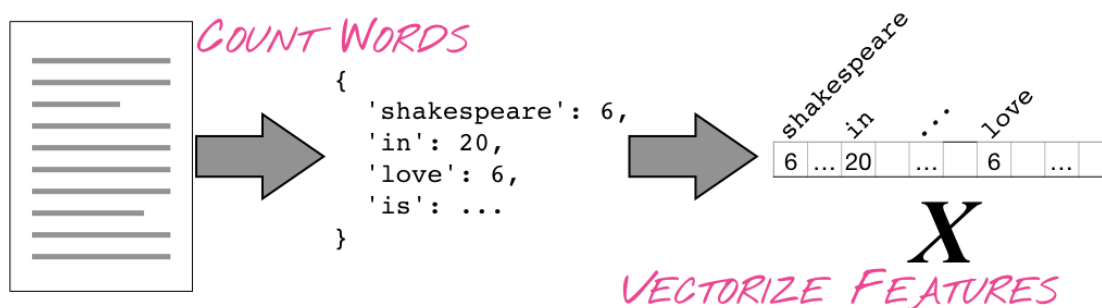 COUNT WORDS
{
'shakespeare': 6,
'in': 20,
'love': 6,
'is': ...
}
shakespeare
in
...
love
6 ... 20 ... 6 ...
X
VECTORIZE FEATURES